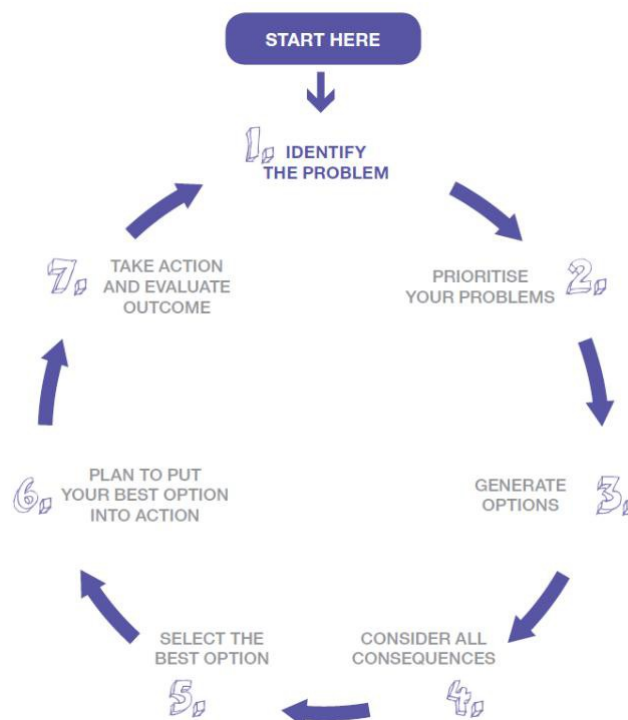 START HERE
1. IDENTIFY
THE PROBLEM
PRIORITISE
YOUR PROBLEMS
2.
GENERATE
OPTIONS
3.
CONSIDER ALL
CONSEQUENCES
4.
SELECT THE
BEST OPTION
5.
6.
PLAN TO PUT
YOUR BEST OPTION
INTO ACTION
7.
TAKE ACTION
AND EVALUATE
OUTCOME